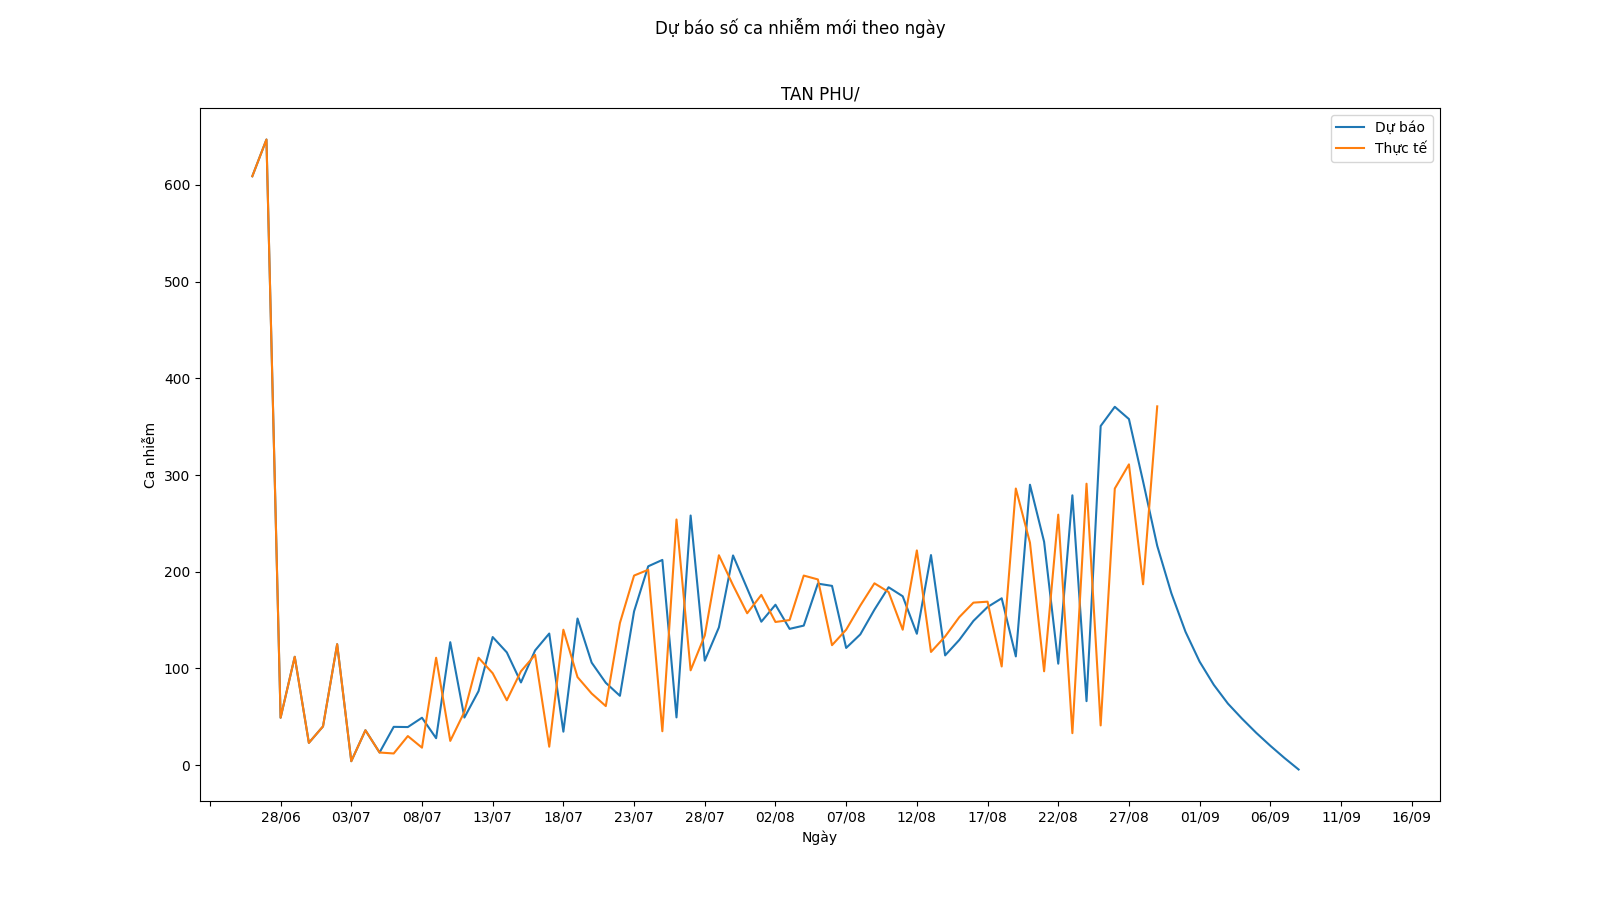 Dự báo số ca nhiễm mới theo ngày
TAN PHU/
Dự báo
Thực tế
600
500
400
300
200
100
0
Ca nhiễm
28/06 03/07 08/07 13/07 18/07 23/07 28/07 02/08 07/08 12/08 17/08 22/08 27/08 01/09 06/09 11/09 16/09
Ngày